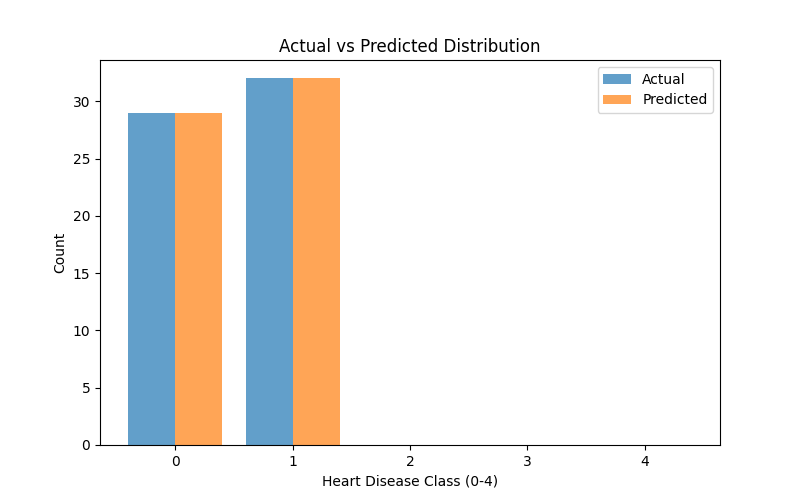 Actual vs Predicted Distribution
Actual
Predicted
30
25
20
15
10
5
0
Count
0 1 2 3 4
Heart Disease Class (0-4)